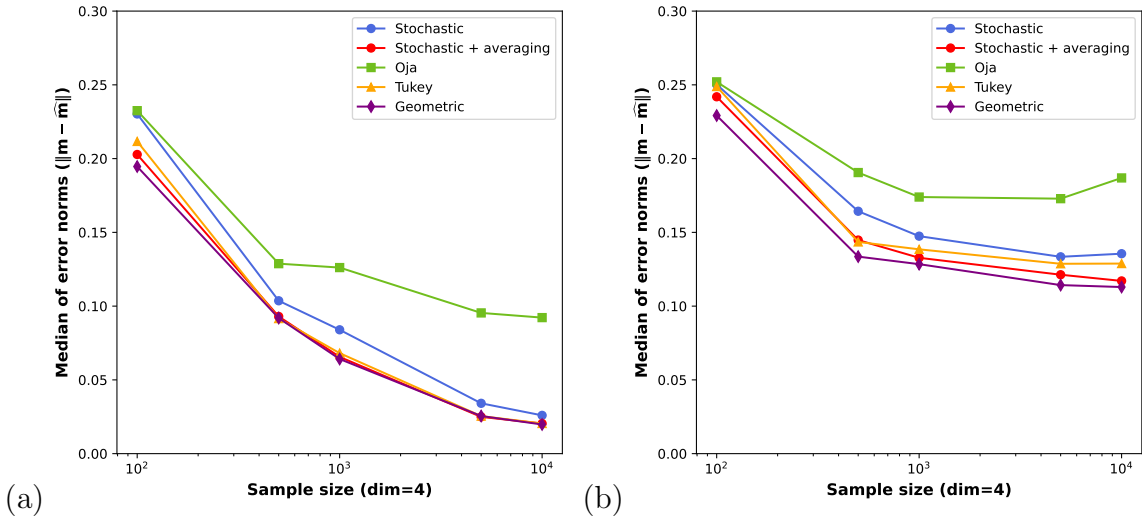 0.30
0.25
0.20
0.15
0.10
0.05
0.00
Median of error norms (‖m − m̂‖)
Stochastic
Stochastic + averaging
Oja
Tukey
Geometric
10²
10³
10⁴
Sample size (dim=4)
(a)
0.30
0.25
0.20
0.15
0.10
0.05
0.00
Median of error norms (‖m − m̂‖)
Stochastic
Stochastic + averaging
Oja
Tukey
Geometric
10²
10³
10⁴
Sample size (dim=4)
(b)